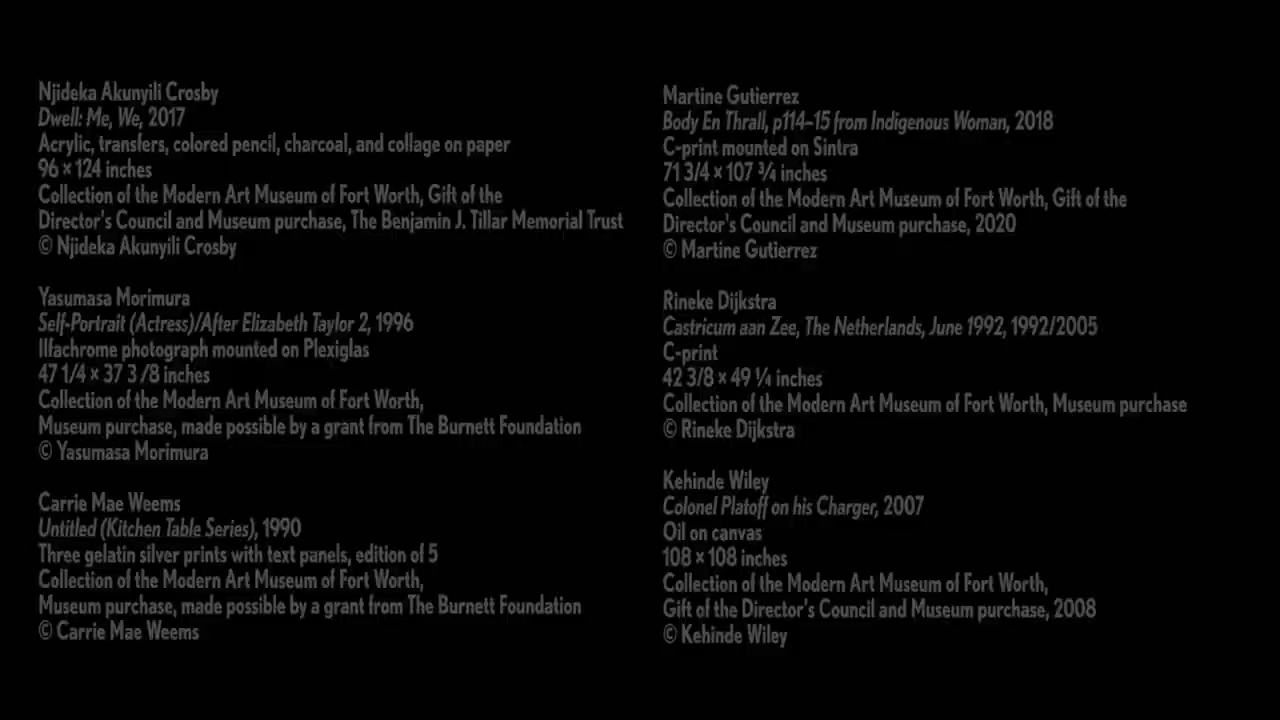 Njideka Akunyili Crosby
Dwell: Me, We, 2017
Acrylic, transfers, colored pencil, charcoal, and collage on paper
96 × 124 inches
Collection of the Modern Art Museum of Fort Worth, Gift of the
Director's Council and Museum purchase, The Benjamin J. Tillar Memorial Trust
© Njideka Akunyili Crosby
Yasumasa Morimura
Self-Portrait (Actress)/After Elizabeth Taylor 2, 1996
Ilfachrome photograph mounted on Plexiglas
47 1/4 × 37 3 /8 inches
Collection of the Modern Art Museum of Fort Worth,
Museum purchase, made possible by a grant from The Burnett Foundation
© Yasumasa Morimura
Carrie Mae Weems
Untitled (Kitchen Table Series), 1990
Three gelatin silver prints with text panels, edition of 5
Collection of the Modern Art Museum of Fort Worth,
Museum purchase, made possible by a grant from The Burnett Foundation
© Carrie Mae Weems
Martine Gutierrez
Body En Thrall, p114–15 from Indigenous Woman, 2018
C-print mounted on Sintra
71 3/4 × 107 ¾ inches
Collection of the Modern Art Museum of Fort Worth, Gift of the
Director's Council and Museum purchase, 2020
© Martine Gutierrez
Rineke Dijkstra
Castricum aan Zee, The Netherlands, June 1992, 1992/2005
C-print
42 3/8 × 49 ¼ inches
Collection of the Modern Art Museum of Fort Worth, Museum purchase
© Rineke Dijkstra
Kehinde Wiley
Colonel Platoff on his Charger, 2007
Oil on canvas
108 × 108 inches
Collection of the Modern Art Museum of Fort Worth,
Gift of the Director's Council and Museum purchase, 2008
© Kehinde Wiley